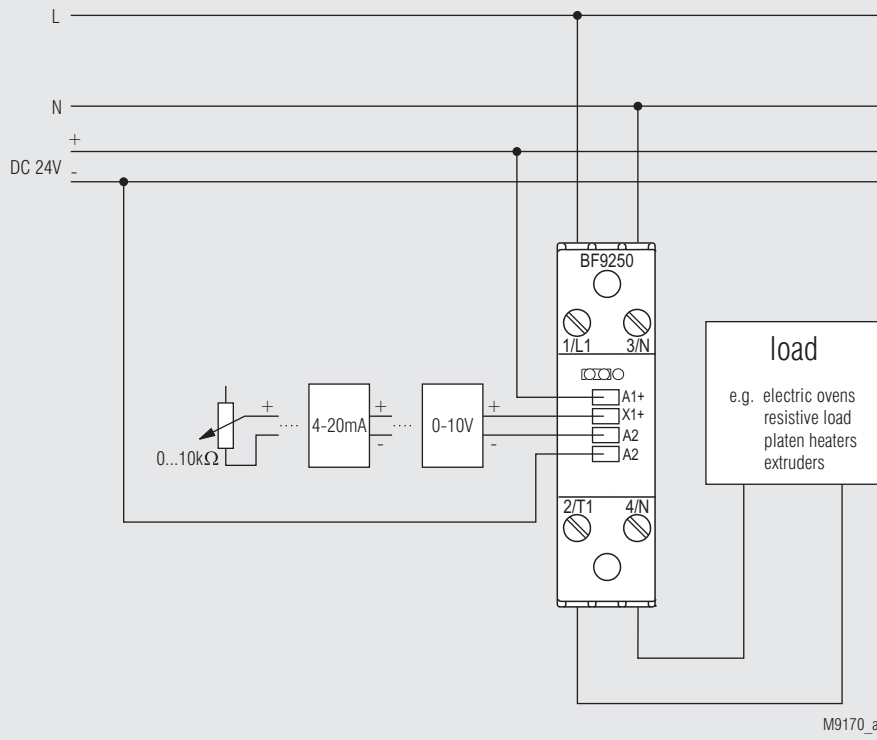 L
N
+
DC 24V
-
BF9250
1/L1 3/N
load
e.g. electric ovens
resistive load
platen heaters
extruders
A1+
X1+
A2
A2
+
0...10kΩ
....
4-20mA
+
-
....
0-10V
+
-
2/T1 4/N
M9170_a